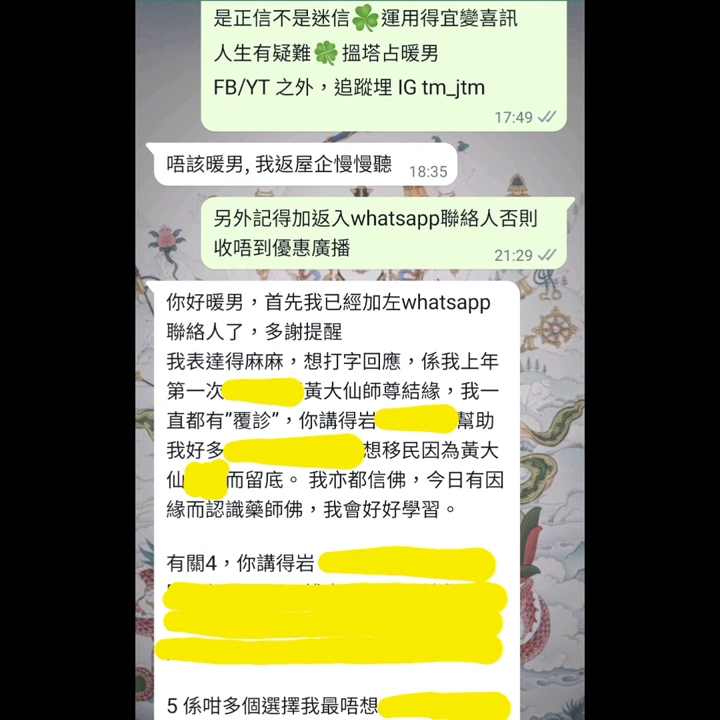 是正信不是迷信🍀運用得宜變喜訊
人生有疑難🍀搵塔占暖男
FB/YT 之外，追蹤埋 IG tm_jtm
17:49
唔該暖男, 我返屋企慢慢聽
18:35
另外記得加返入whatsapp聯絡人否則
收唔到優惠廣播
21:29
你好暖男，首先我已經加左whatsapp
聯絡人了，多謝提醒
我表達得麻麻，想打字回應，係我上年
第一次 黃大仙師尊結緣，我一
直都有”覆診”，你講得岩 幫助
我好多 想移民因為黃大
仙 而留底。 我亦都信佛，今日有因
緣而認識藥師佛，我會好好學習。
有關4，你講得岩
5 係咁多個選擇我最唔想